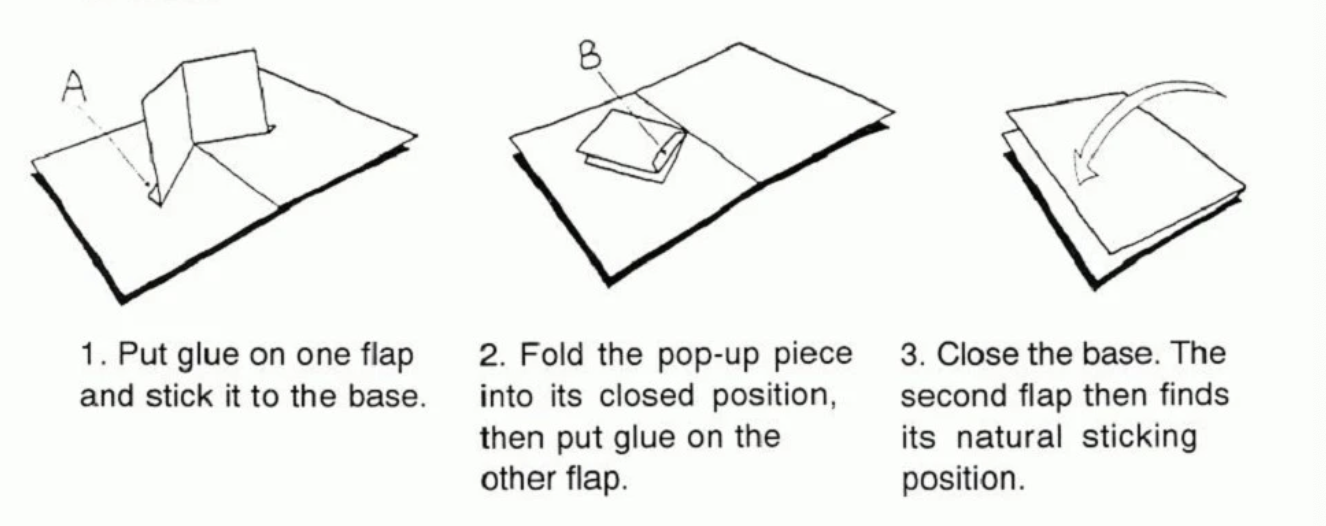 A
B
1. Put glue on one flap
and stick it to the base.
2. Fold the pop-up piece
into its closed position,
then put glue on the
other flap.
3. Close the base. The
second flap then finds
its natural sticking
position.